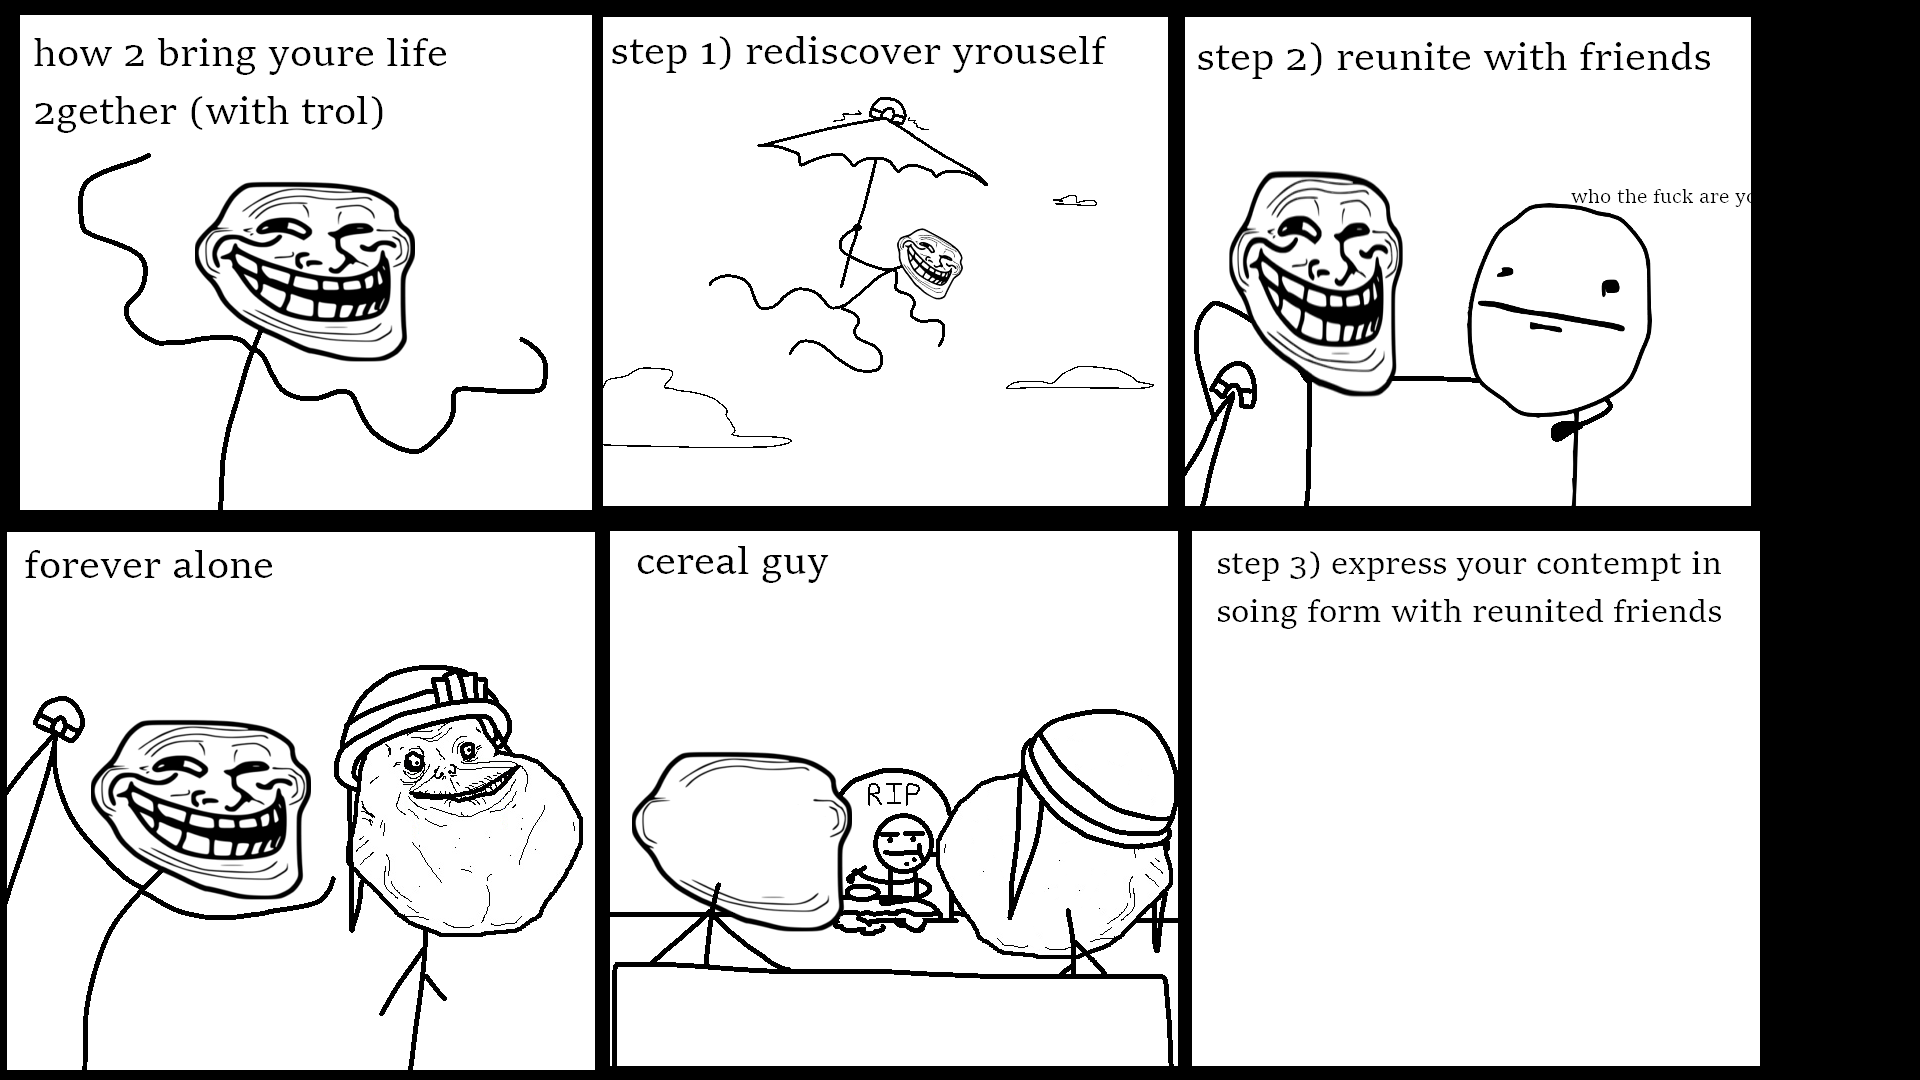 how 2 bring youre life
2gether (with trol)
step 1) rediscover yrouself
step 2) reunite with friends
who the fuck are yo
forever alone
cereal guy
RIP
step 3) express your contempt in
soing form with reunited friends